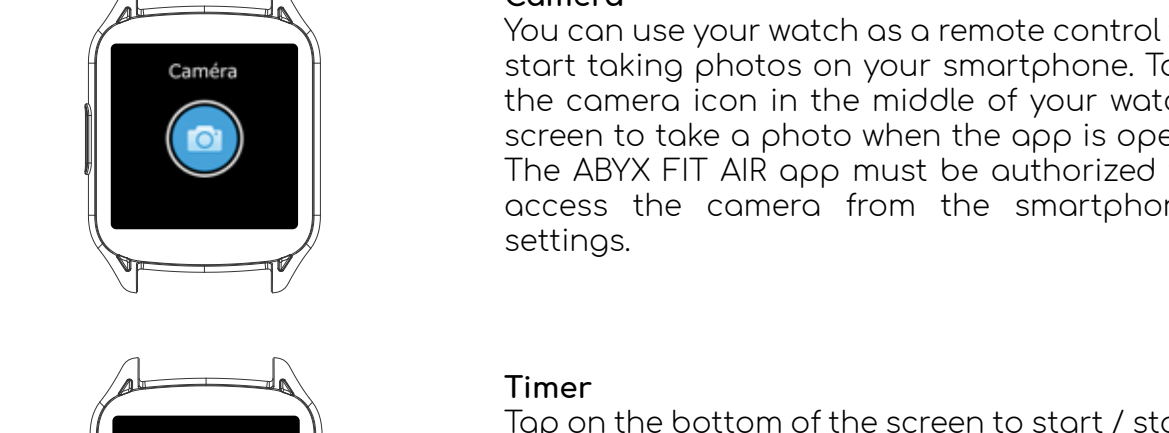 Caméra
Camera
You can use your watch as a remote control
start taking photos on your smartphone. Ta
the camera icon in the middle of your watc
screen to take a photo when the app is ope
The ABYX FIT AIR app must be authorized
access the camera from the smartphon
settings.
Timer
Tap on the bottom of the screen to start / sto